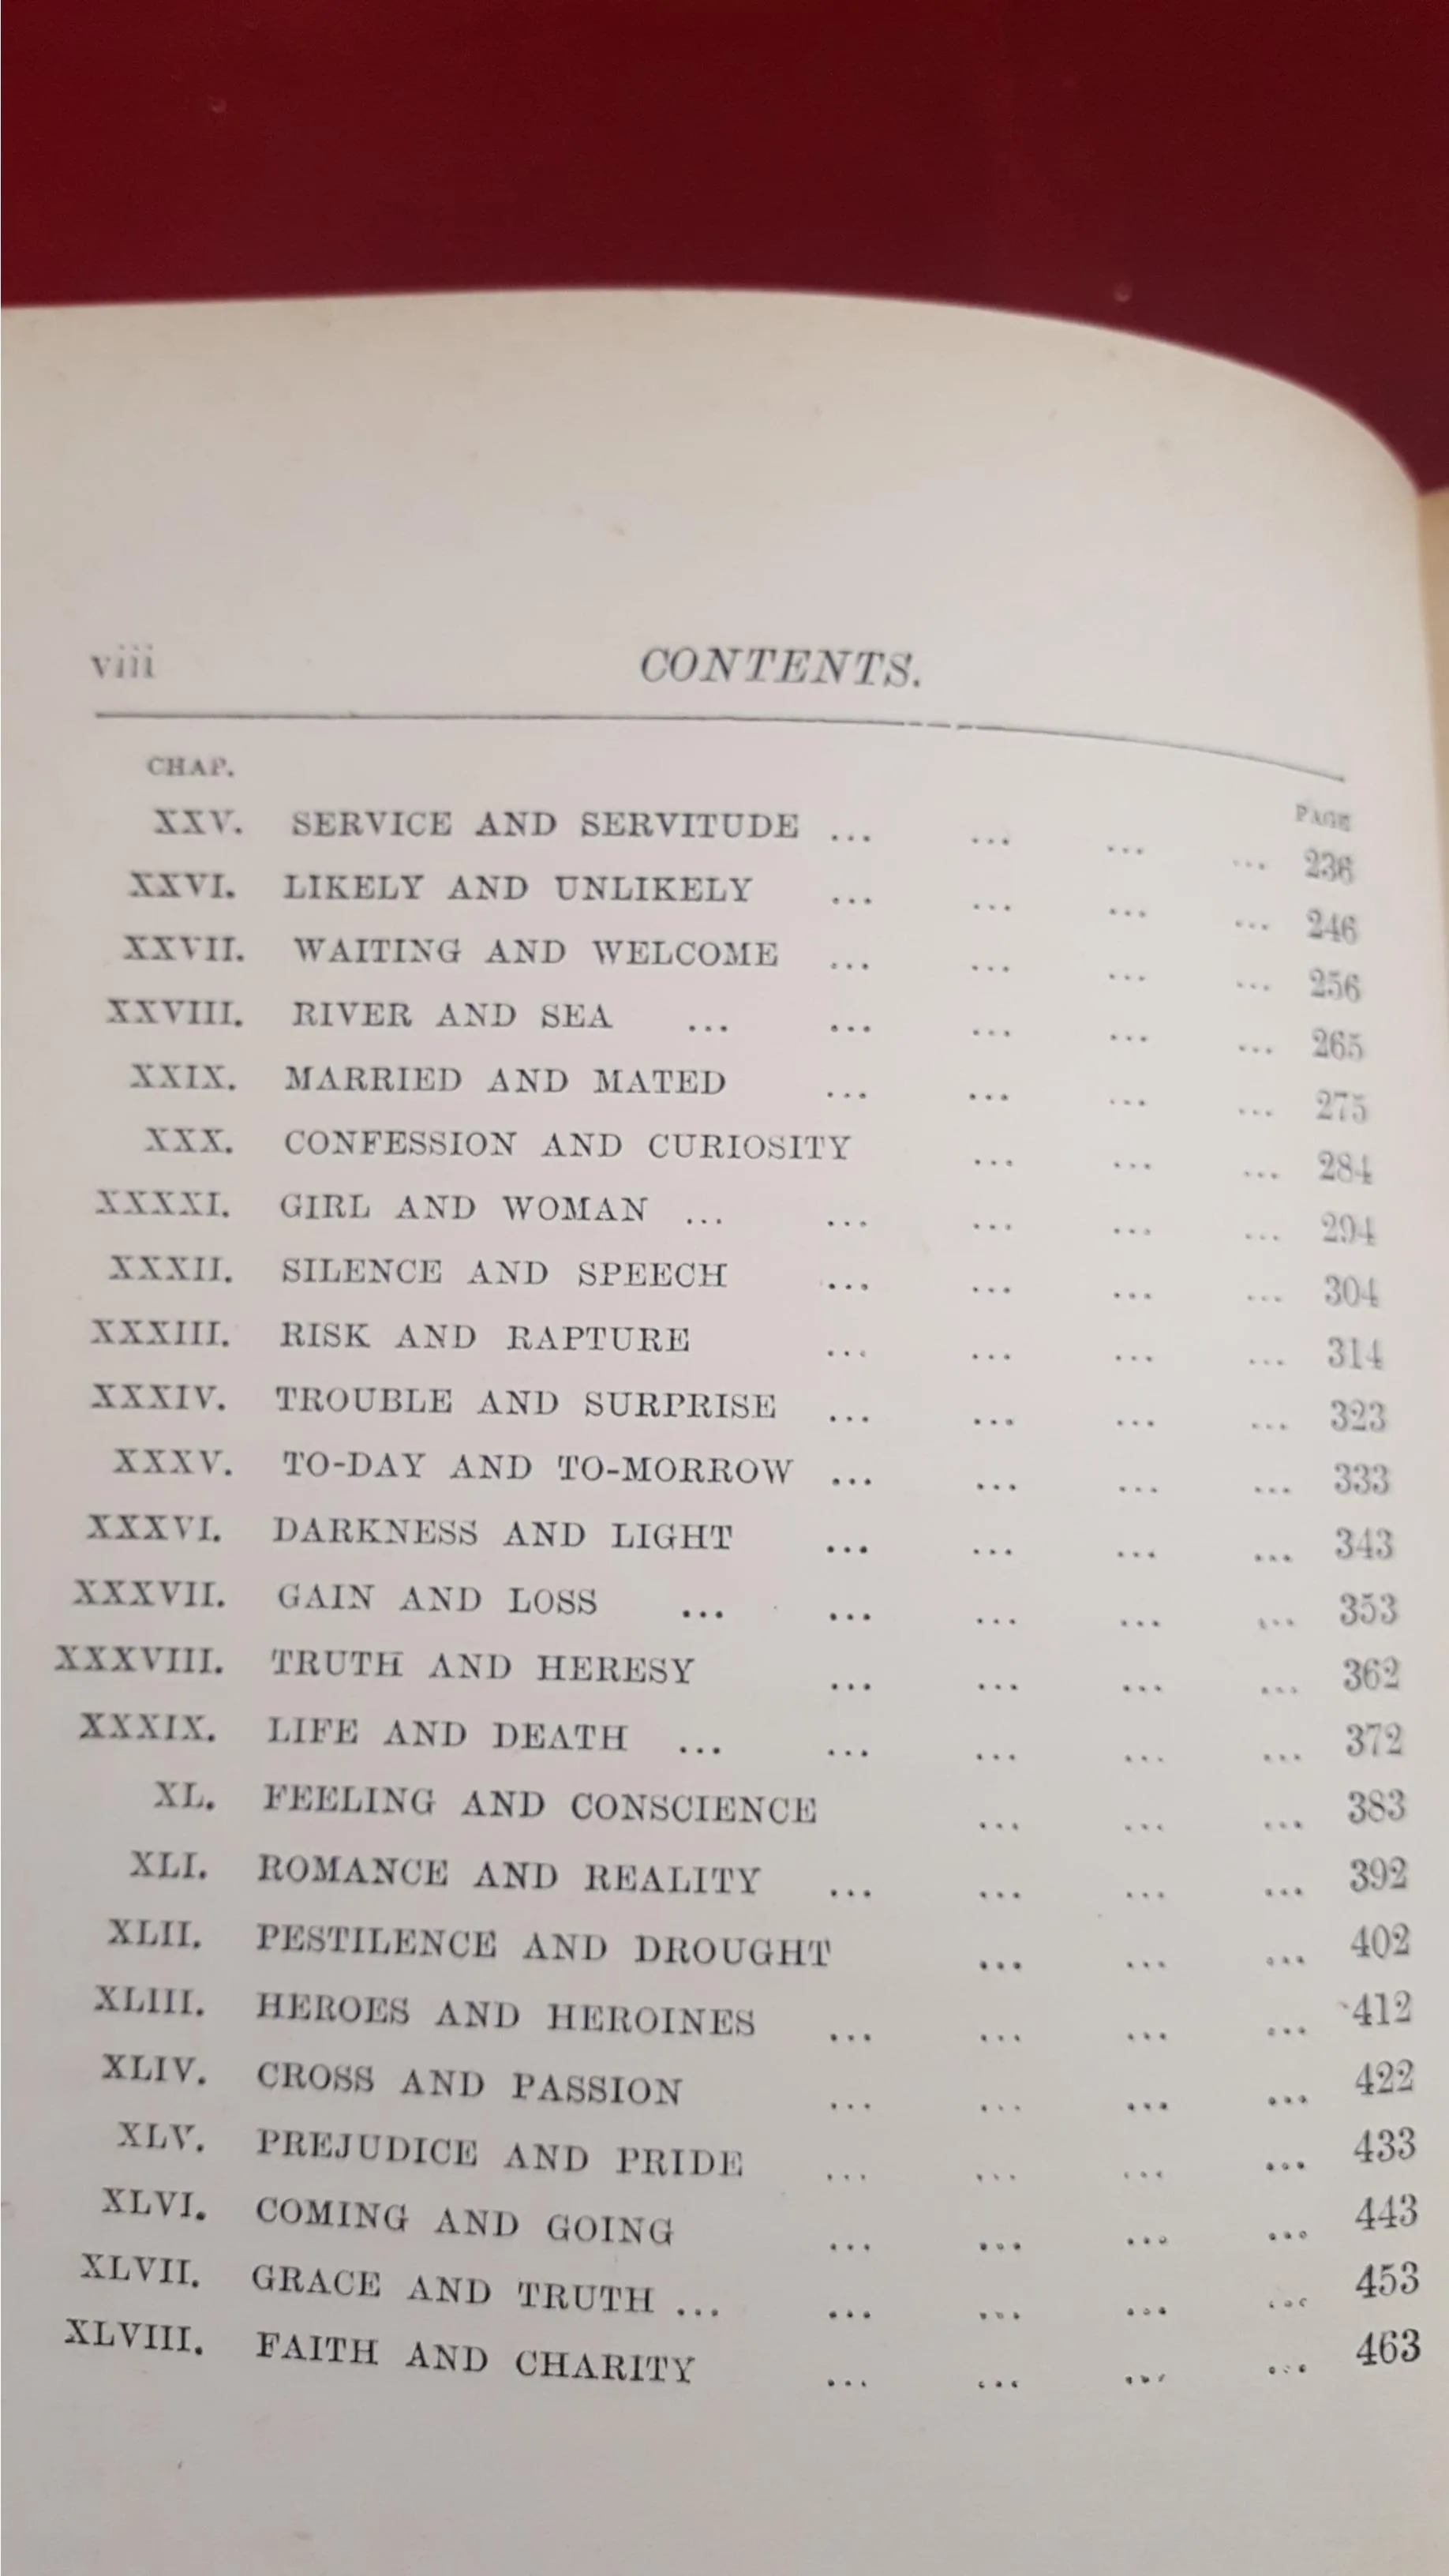 viii CONTENTS.
CHAP. PAGE
XXV. SERVICE AND SERVITUDE ... ... ... ... 236
XXVI. LIKELY AND UNLIKELY ... ... ... ... 246
XXVII. WAITING AND WELCOME ... ... ... ... 256
XXVIII. RIVER AND SEA ... ... ... ... ... 265
XXIX. MARRIED AND MATED ... ... ... ... 275
XXX. CONFESSION AND CURIOSITY ... ... ... 284
XXXXI. GIRL AND WOMAN ... ... ... ... ... 294
XXXII. SILENCE AND SPEECH ... ... ... ... 304
XXXIII. RISK AND RAPTURE ... ... ... ... 314
XXXIV. TROUBLE AND SURPRISE ... ... ... ... 323
XXXV. TO-DAY AND TO-MORROW ... ... ... ... 333
XXXVI. DARKNESS AND LIGHT ... ... ... ... 343
XXXVII. GAIN AND LOSS ... ... ... ... ... 353
XXXVIII. TRUTH AND HERESY ... ... ... ... 362
XXXIX. LIFE AND DEATH ... ... ... ... ... 372
XL. FEELING AND CONSCIENCE ... ... ... 383
XLI. ROMANCE AND REALITY ... ... ... ... 392
XLII. PESTILENCE AND DROUGHT ... ... ... 402
XLIII. HEROES AND HEROINES ... ... ... ... 412
XLIV. CROSS AND PASSION ... ... ... ... 422
XLV. PREJUDICE AND PRIDE ... ... ... ... 433
XLVI. COMING AND GOING ... ... ... ... 443
XLVII. GRACE AND TRUTH ... ... ... ... ... 453
XLVIII. FAITH AND CHARITY ... ... ... ... 463